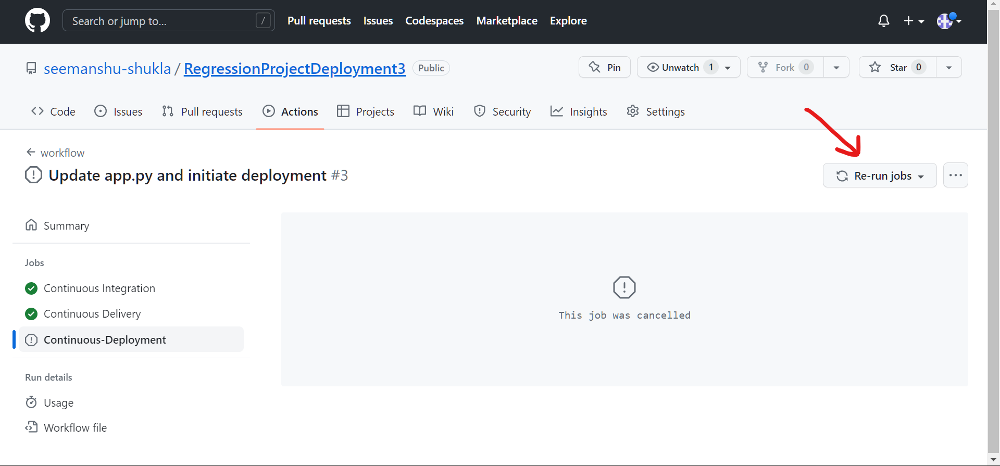 Search or jump to... /
Pull requests Issues Codespaces Marketplace Explore
seemanshu-shukla / RegressionProjectDeployment3 Public
Pin Unwatch 1 Fork 0 Star 0
Code Issues Pull requests Actions Projects Wiki Security Insights Settings
workflow
Update app.py and initiate deployment #3
Re-run jobs
Summary
Jobs
Continuous Integration
Continuous Delivery
Continuous-Deployment
This job was cancelled
Run details
Usage
Workflow file